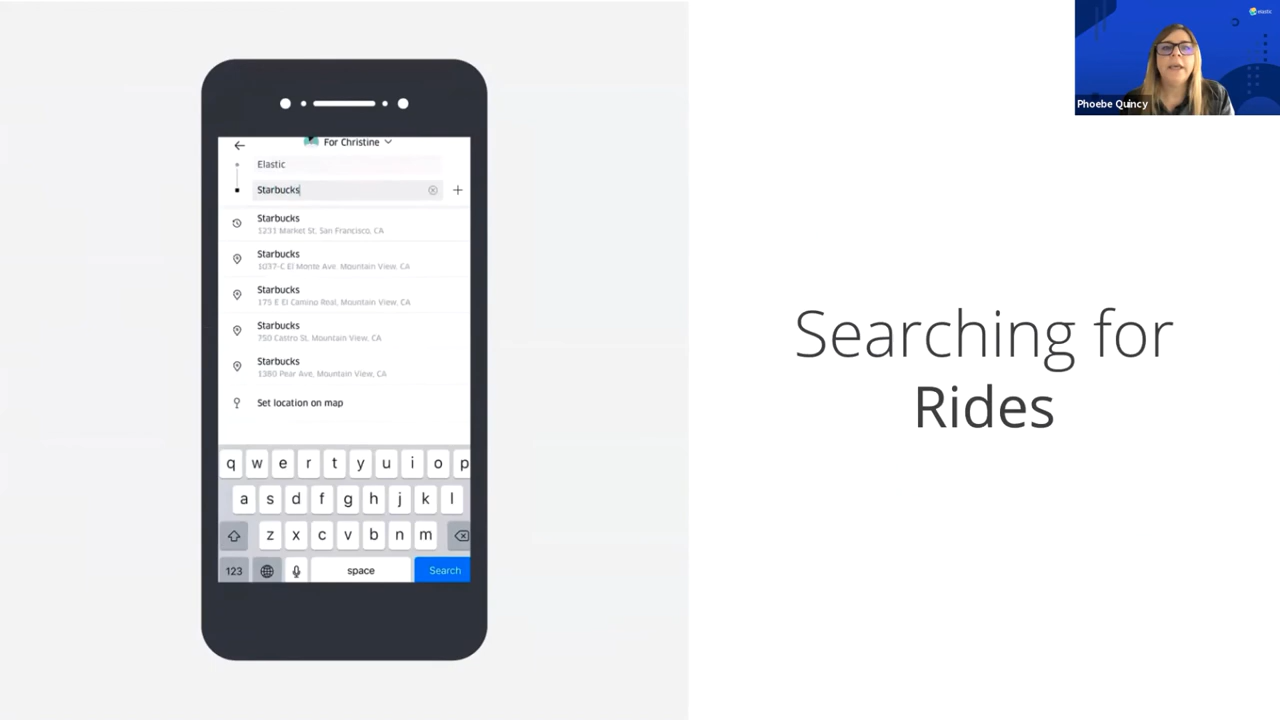 For Christine
Elastic
Starbucks
Starbucks
1231 Market St, San Francisco, CA
Starbucks
1037-C El Monte Ave, Mountain View, CA
Starbucks
175 E El Camino Real, Mountain View, CA
Starbucks
750 Castro St, Mountain View, CA
Starbucks
1380 Pear Ave, Mountain View, CA
Set location on map
q w e r t y u i o p
a s d f g h j k l
z x c v b n m
123 space Search
Searching for
Rides
elastic
Phoebe Quincy